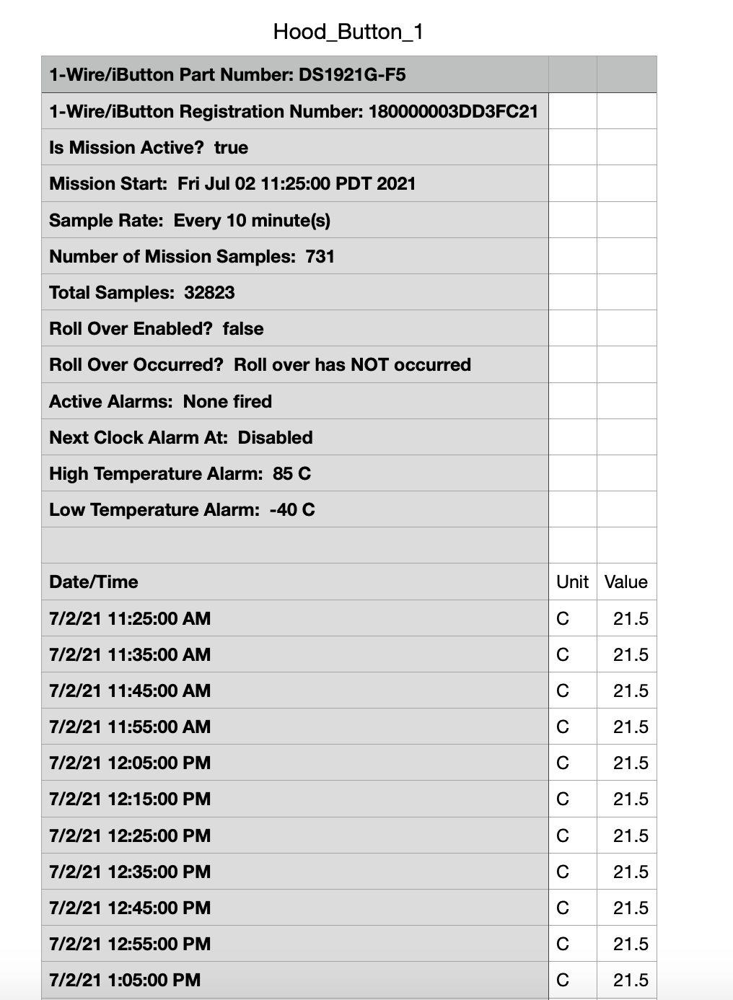 Hood_Button_1
1-Wire/iButton Part Number: DS1921G-F5
1-Wire/iButton Registration Number: 180000003DD3FC21
Is Mission Active?  true
Mission Start:  Fri Jul 02 11:25:00 PDT 2021
Sample Rate:  Every 10 minute(s)
Number of Mission Samples:  731
Total Samples:  32823
Roll Over Enabled?  false
Roll Over Occurred?  Roll over has NOT occurred
Active Alarms:  None fired
Next Clock Alarm At:  Disabled
High Temperature Alarm:  85 C
Low Temperature Alarm:  -40 C
Date/Time Unit Value
7/2/21 11:25:00 AM C 21.5
7/2/21 11:35:00 AM C 21.5
7/2/21 11:45:00 AM C 21.5
7/2/21 11:55:00 AM C 21.5
7/2/21 12:05:00 PM C 21.5
7/2/21 12:15:00 PM C 21.5
7/2/21 12:25:00 PM C 21.5
7/2/21 12:35:00 PM C 21.5
7/2/21 12:45:00 PM C 21.5
7/2/21 12:55:00 PM C 21.5
7/2/21 1:05:00 PM C 21.5